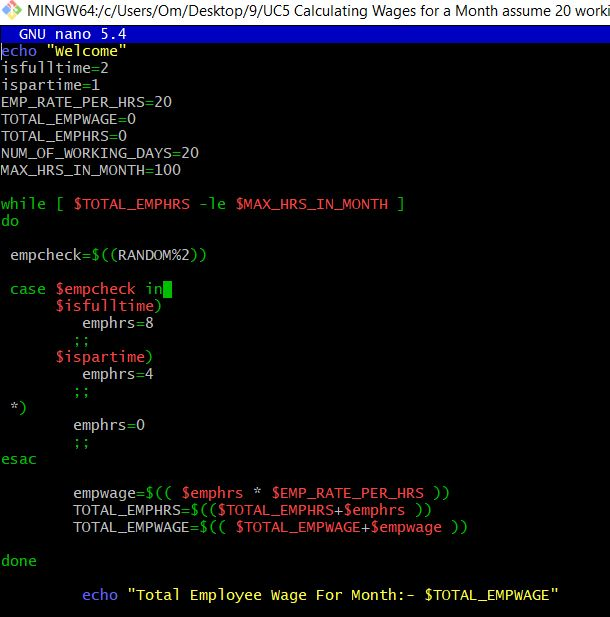 MINGW64:/c/Users/Om/Desktop/9/UC5 Calculating Wages for a Month assume 20 worki
GNU nano 5.4
echo "Welcome"
isfulltime=2
ispartime=1
EMP_RATE_PER_HRS=20
TOTAL_EMPWAGE=0
TOTAL_EMPHRS=0
NUM_OF_WORKING_DAYS=20
MAX_HRS_IN_MONTH=100
while [ $TOTAL_EMPHRS -le $MAX_HRS_IN_MONTH ]
do
empcheck=$((RANDOM%2))
case $empcheck in
$isfulltime)
emphrs=8
;;
$ispartime)
emphrs=4
;;
*)
emphrs=0
;;
esac
empwage=$(( $emphrs * $EMP_RATE_PER_HRS ))
TOTAL_EMPHRS=$(($TOTAL_EMPHRS+$emphrs ))
TOTAL_EMPWAGE=$(( $TOTAL_EMPWAGE+$empwage ))
done
echo "Total Employee Wage For Month:- $TOTAL_EMPWAGE"